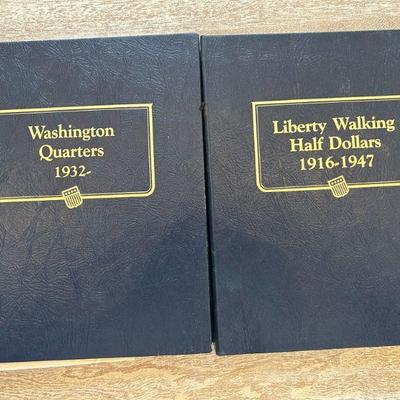 Washington
Quarters
1932-
Liberty Walking
Half Dollars
1916-1947